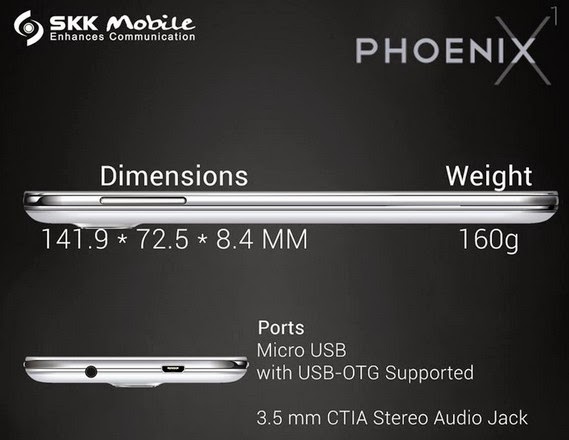 SKK Mobile
Enhances Communication
PHOENIX X1
Dimensions
Weight
141.9 * 72.5 * 8.4 MM
160g
Ports
Micro USB
with USB-OTG Supported
3.5 mm CTIA Stereo Audio Jack